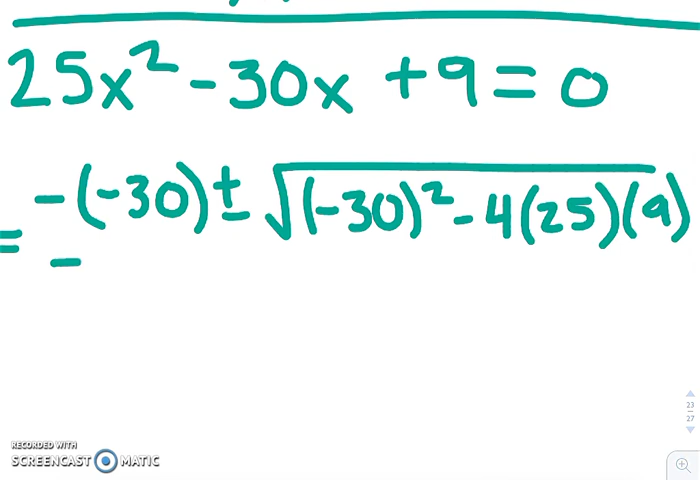 25x² - 30x + 9 = 0
= -(-30) ± √(-30)² - 4(25)(9)
23
27
RECORDED WITH
SCREENCAST MATIC